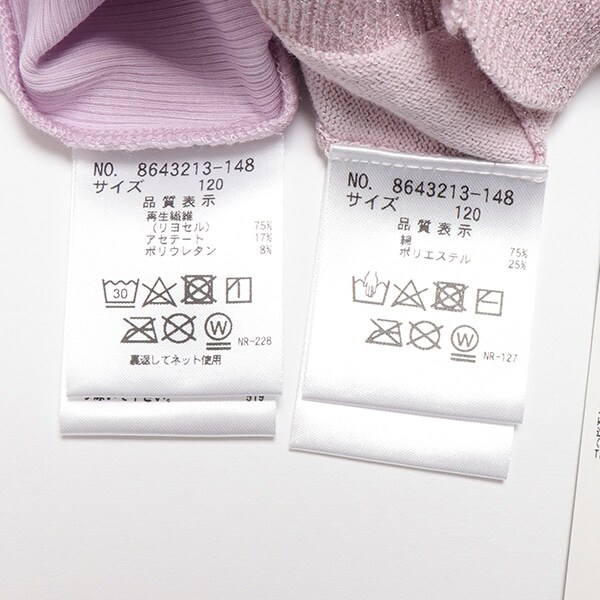 NO. 8643213-148
サイズ 120
品質表示
再生繊維
(リヨセル) 75%
アセテート 17%
ポリウレタン 8%
30
W
NR-228
裏返してネット使用
519
NO. 8643213-148
サイズ 120
品質表示
綿 75%
ポリエステル 25%
W
NR-127